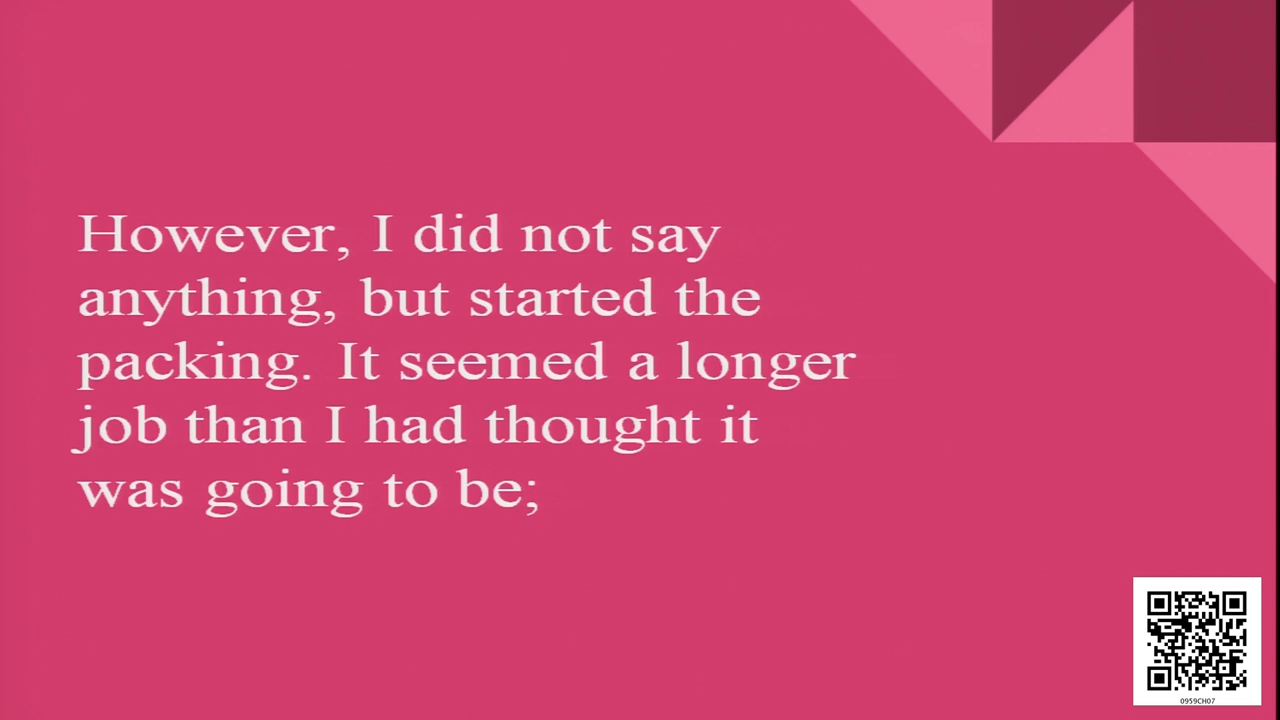 However, I did not say
anything, but started the
packing. It seemed a longer
job than I had thought it
was going to be;
0959CH07